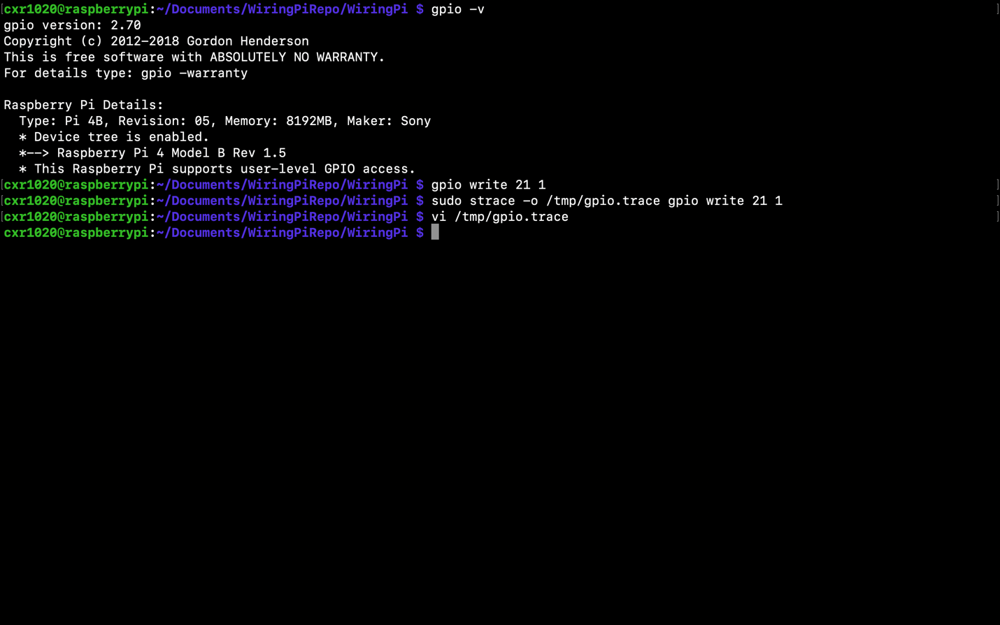 [cxr1020@raspberrypi:~/Documents/WiringPiRepo/WiringPi $ gpio -v ]
gpio version: 2.70
Copyright (c) 2012-2018 Gordon Henderson
This is free software with ABSOLUTELY NO WARRANTY.
For details type: gpio -warranty
Raspberry Pi Details:
  Type: Pi 4B, Revision: 05, Memory: 8192MB, Maker: Sony
  * Device tree is enabled.
  *--> Raspberry Pi 4 Model B Rev 1.5
  * This Raspberry Pi supports user-level GPIO access.
[cxr1020@raspberrypi:~/Documents/WiringPiRepo/WiringPi $ gpio write 21 1 ]
[cxr1020@raspberrypi:~/Documents/WiringPiRepo/WiringPi $ sudo strace -o /tmp/gpio.trace gpio write 21 1 ]
[cxr1020@raspberrypi:~/Documents/WiringPiRepo/WiringPi $ vi /tmp/gpio.trace ]
cxr1020@raspberrypi:~/Documents/WiringPiRepo/WiringPi $